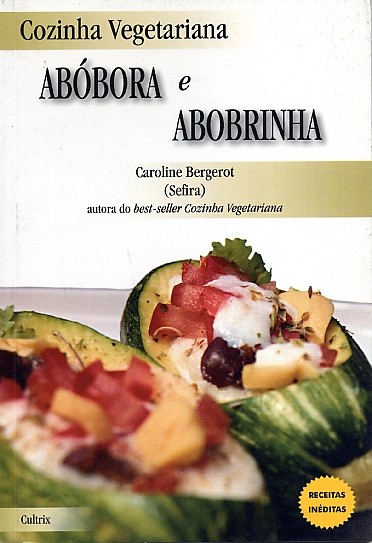 Cozinha Vegetariana
ABÓBORA e
ABOBRINHA
Caroline Bergerot
(Sefira)
autora do best-seller Cozinha Vegetariana
RECEITAS
INÉDITAS
Cultrix